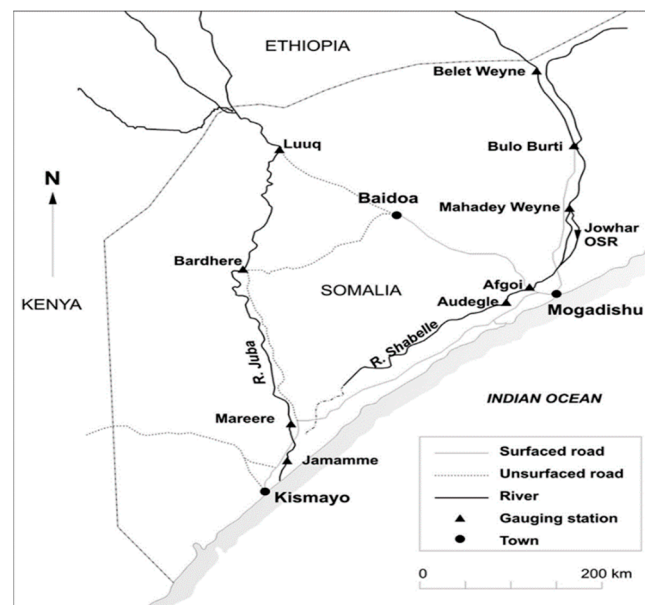 ETHIOPIA
Belet Weyne
Luuq
Bulo Burti
N
Baidoa
Mahadey Weyne
Jowhar
OSR
Bardhere
SOMALIA
Afgoi
Audegle
KENYA
Mogadishu
R. Juba
R. Shabelle
INDIAN OCEAN
Mareere
Jamamme
Kismayo
Surfaced road
Unsurfaced road
River
Gauging station
Town
0 200 km